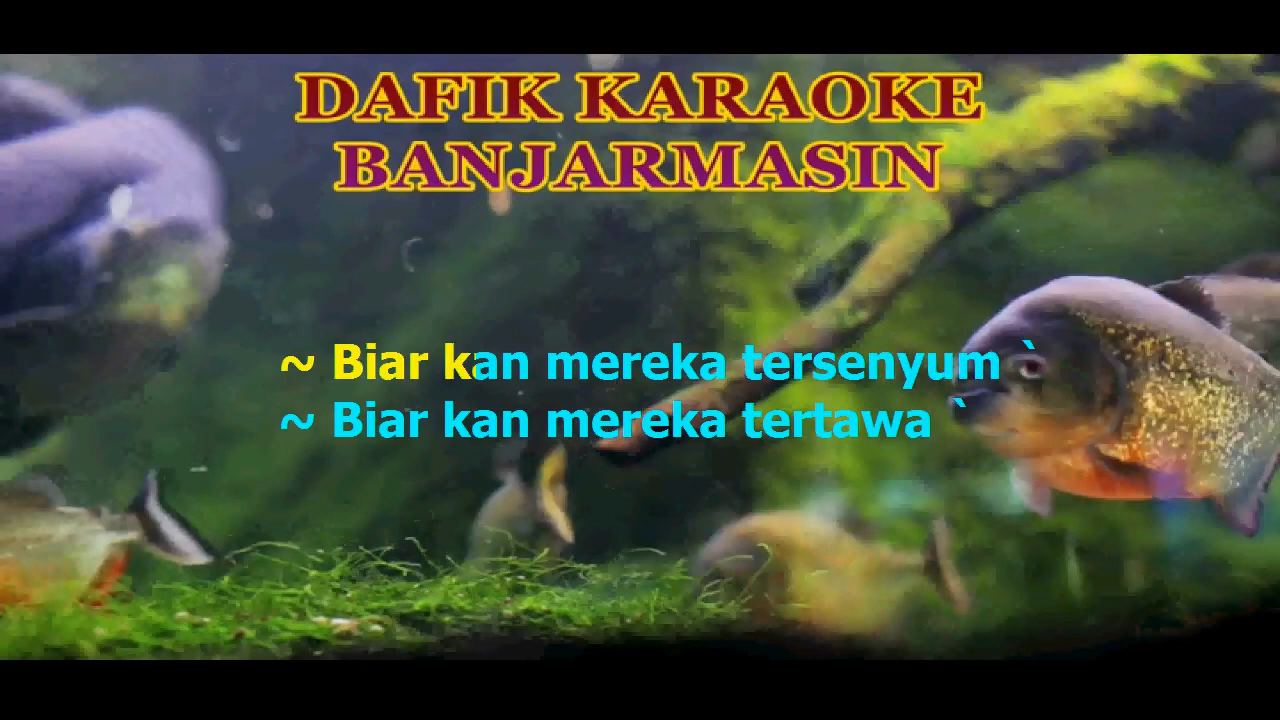 DAFIK KARAOKE
BANJARMASIN
~ Biar kan mereka tersenyum `
~ Biar kan mereka tertawa `